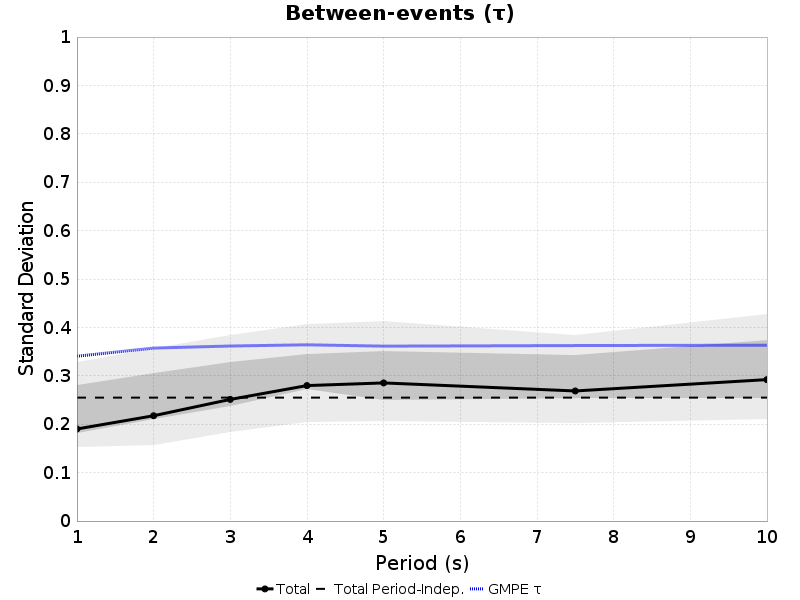 Between-events (τ)
1
0.9
0.8
0.7
0.6
0.5
0.4
0.3
0.2
0.1
0
Standard Deviation
1 2 3 4 5 6 7 8 9 10
Period (s)
Total Total Period-Indep. GMPE τ